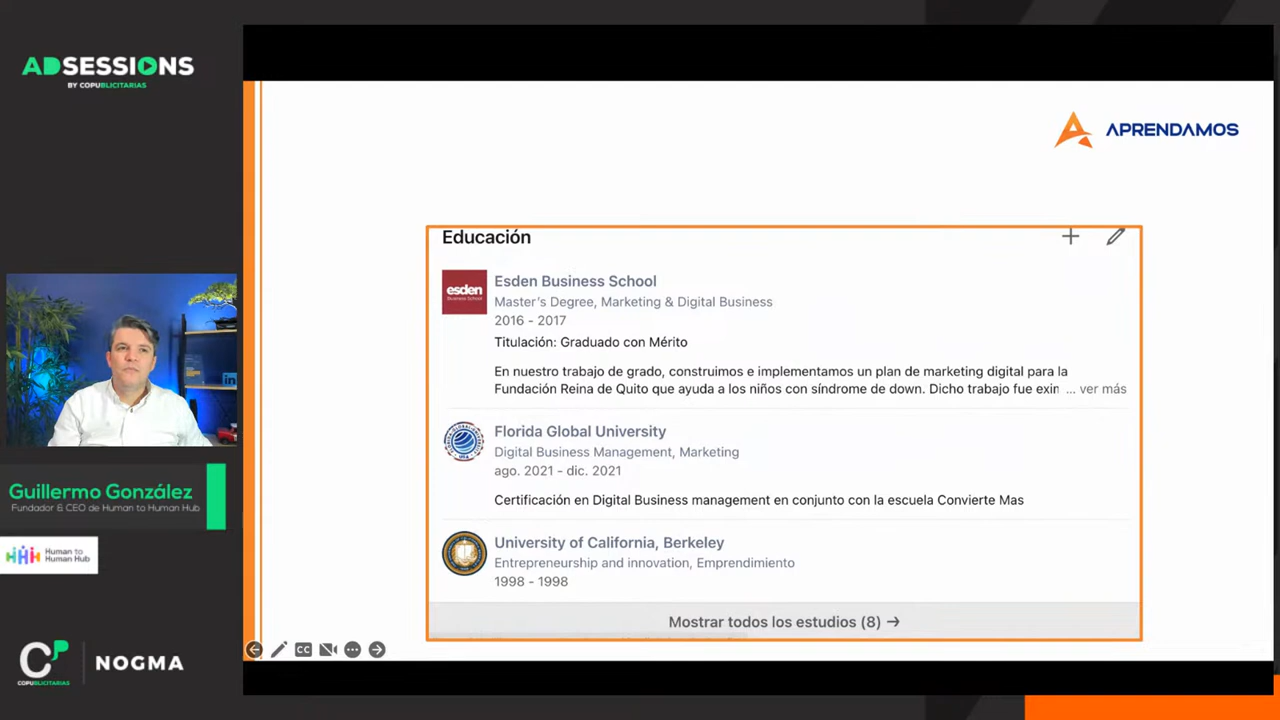 ADSESSIONS
BY COPUBLICITARIAS
APRENDAMOS
Educación
esden
Business School
Esden Business School
Master's Degree, Marketing & Digital Business
2016 - 2017
Titulación: Graduado con Mérito
En nuestro trabajo de grado, construimos e implementamos un plan de marketing digital para la
Fundación Reina de Quito que ayuda a los niños con síndrome de down. Dicho trabajo fue exin ... ver más
Florida Global University
Digital Business Management, Marketing
ago. 2021 - dic. 2021
Certificación en Digital Business management en conjunto con la escuela Convierte Mas
University of California, Berkeley
Entrepreneurship and innovation, Emprendimiento
1998 - 1998
Mostrar todos los estudios (8) →
Guillermo González
Fundador & CEO de Human to Human Hub
Human to
Human Hub
CP
COPUBLICITARIAS
NOGMA
CC